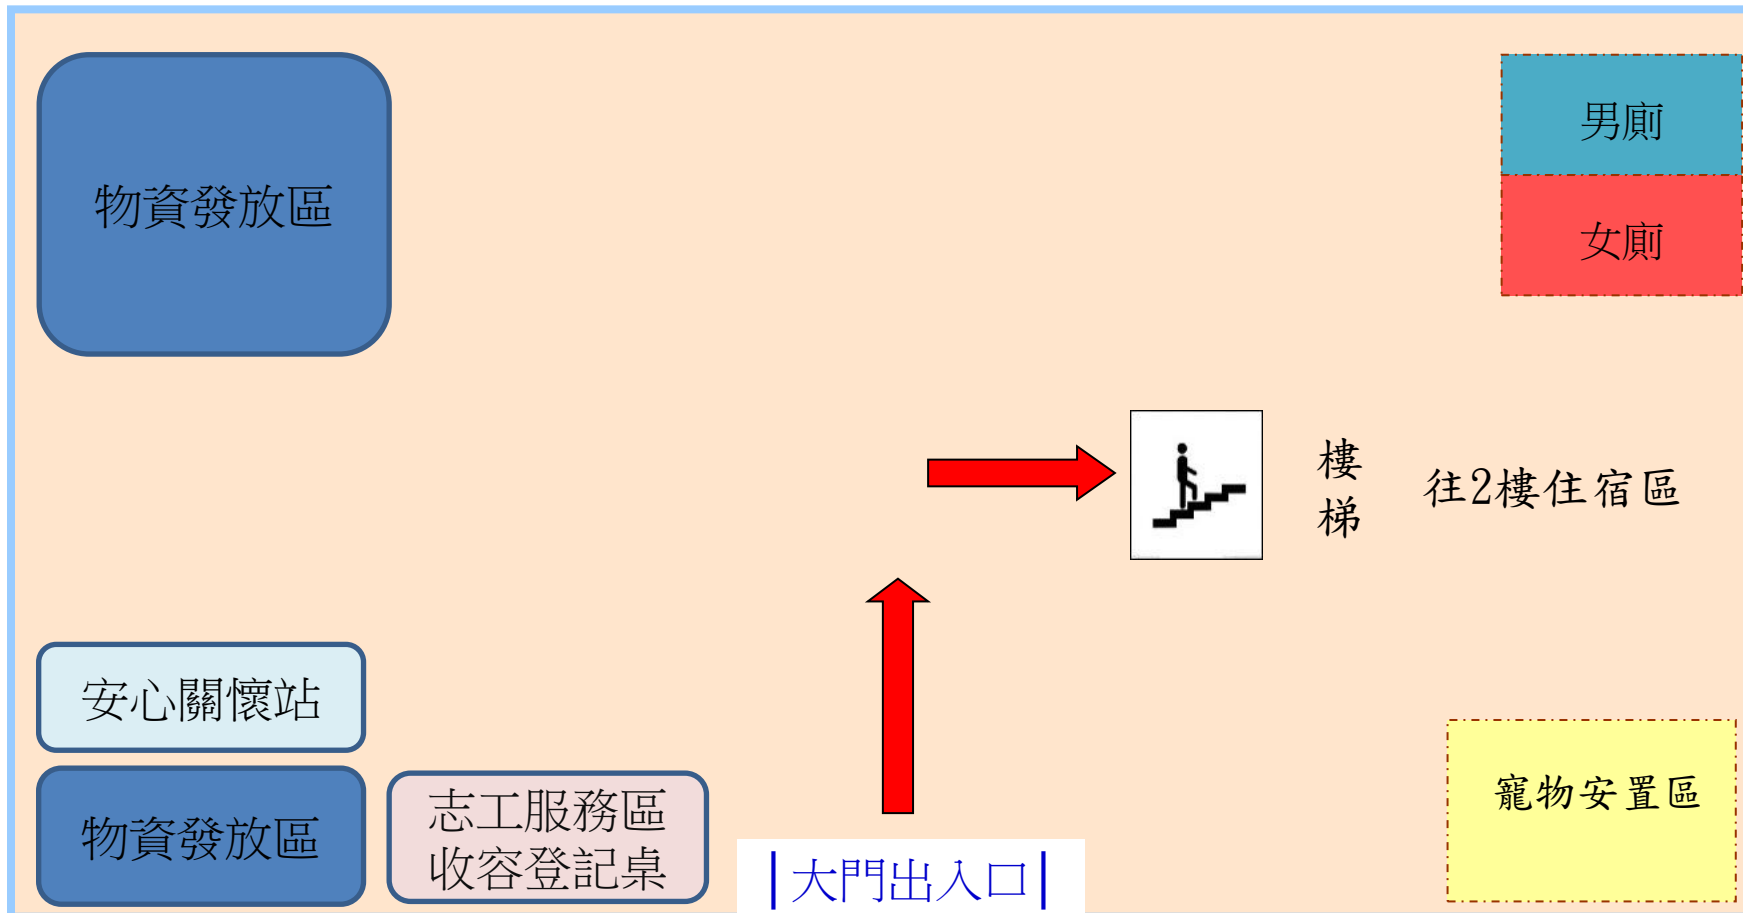 物資發放區
男廁
女廁
樓
梯
往2樓住宿區
安心關懷站
物資發放區
志工服務區
收容登記桌
寵物安置區
大門出入口